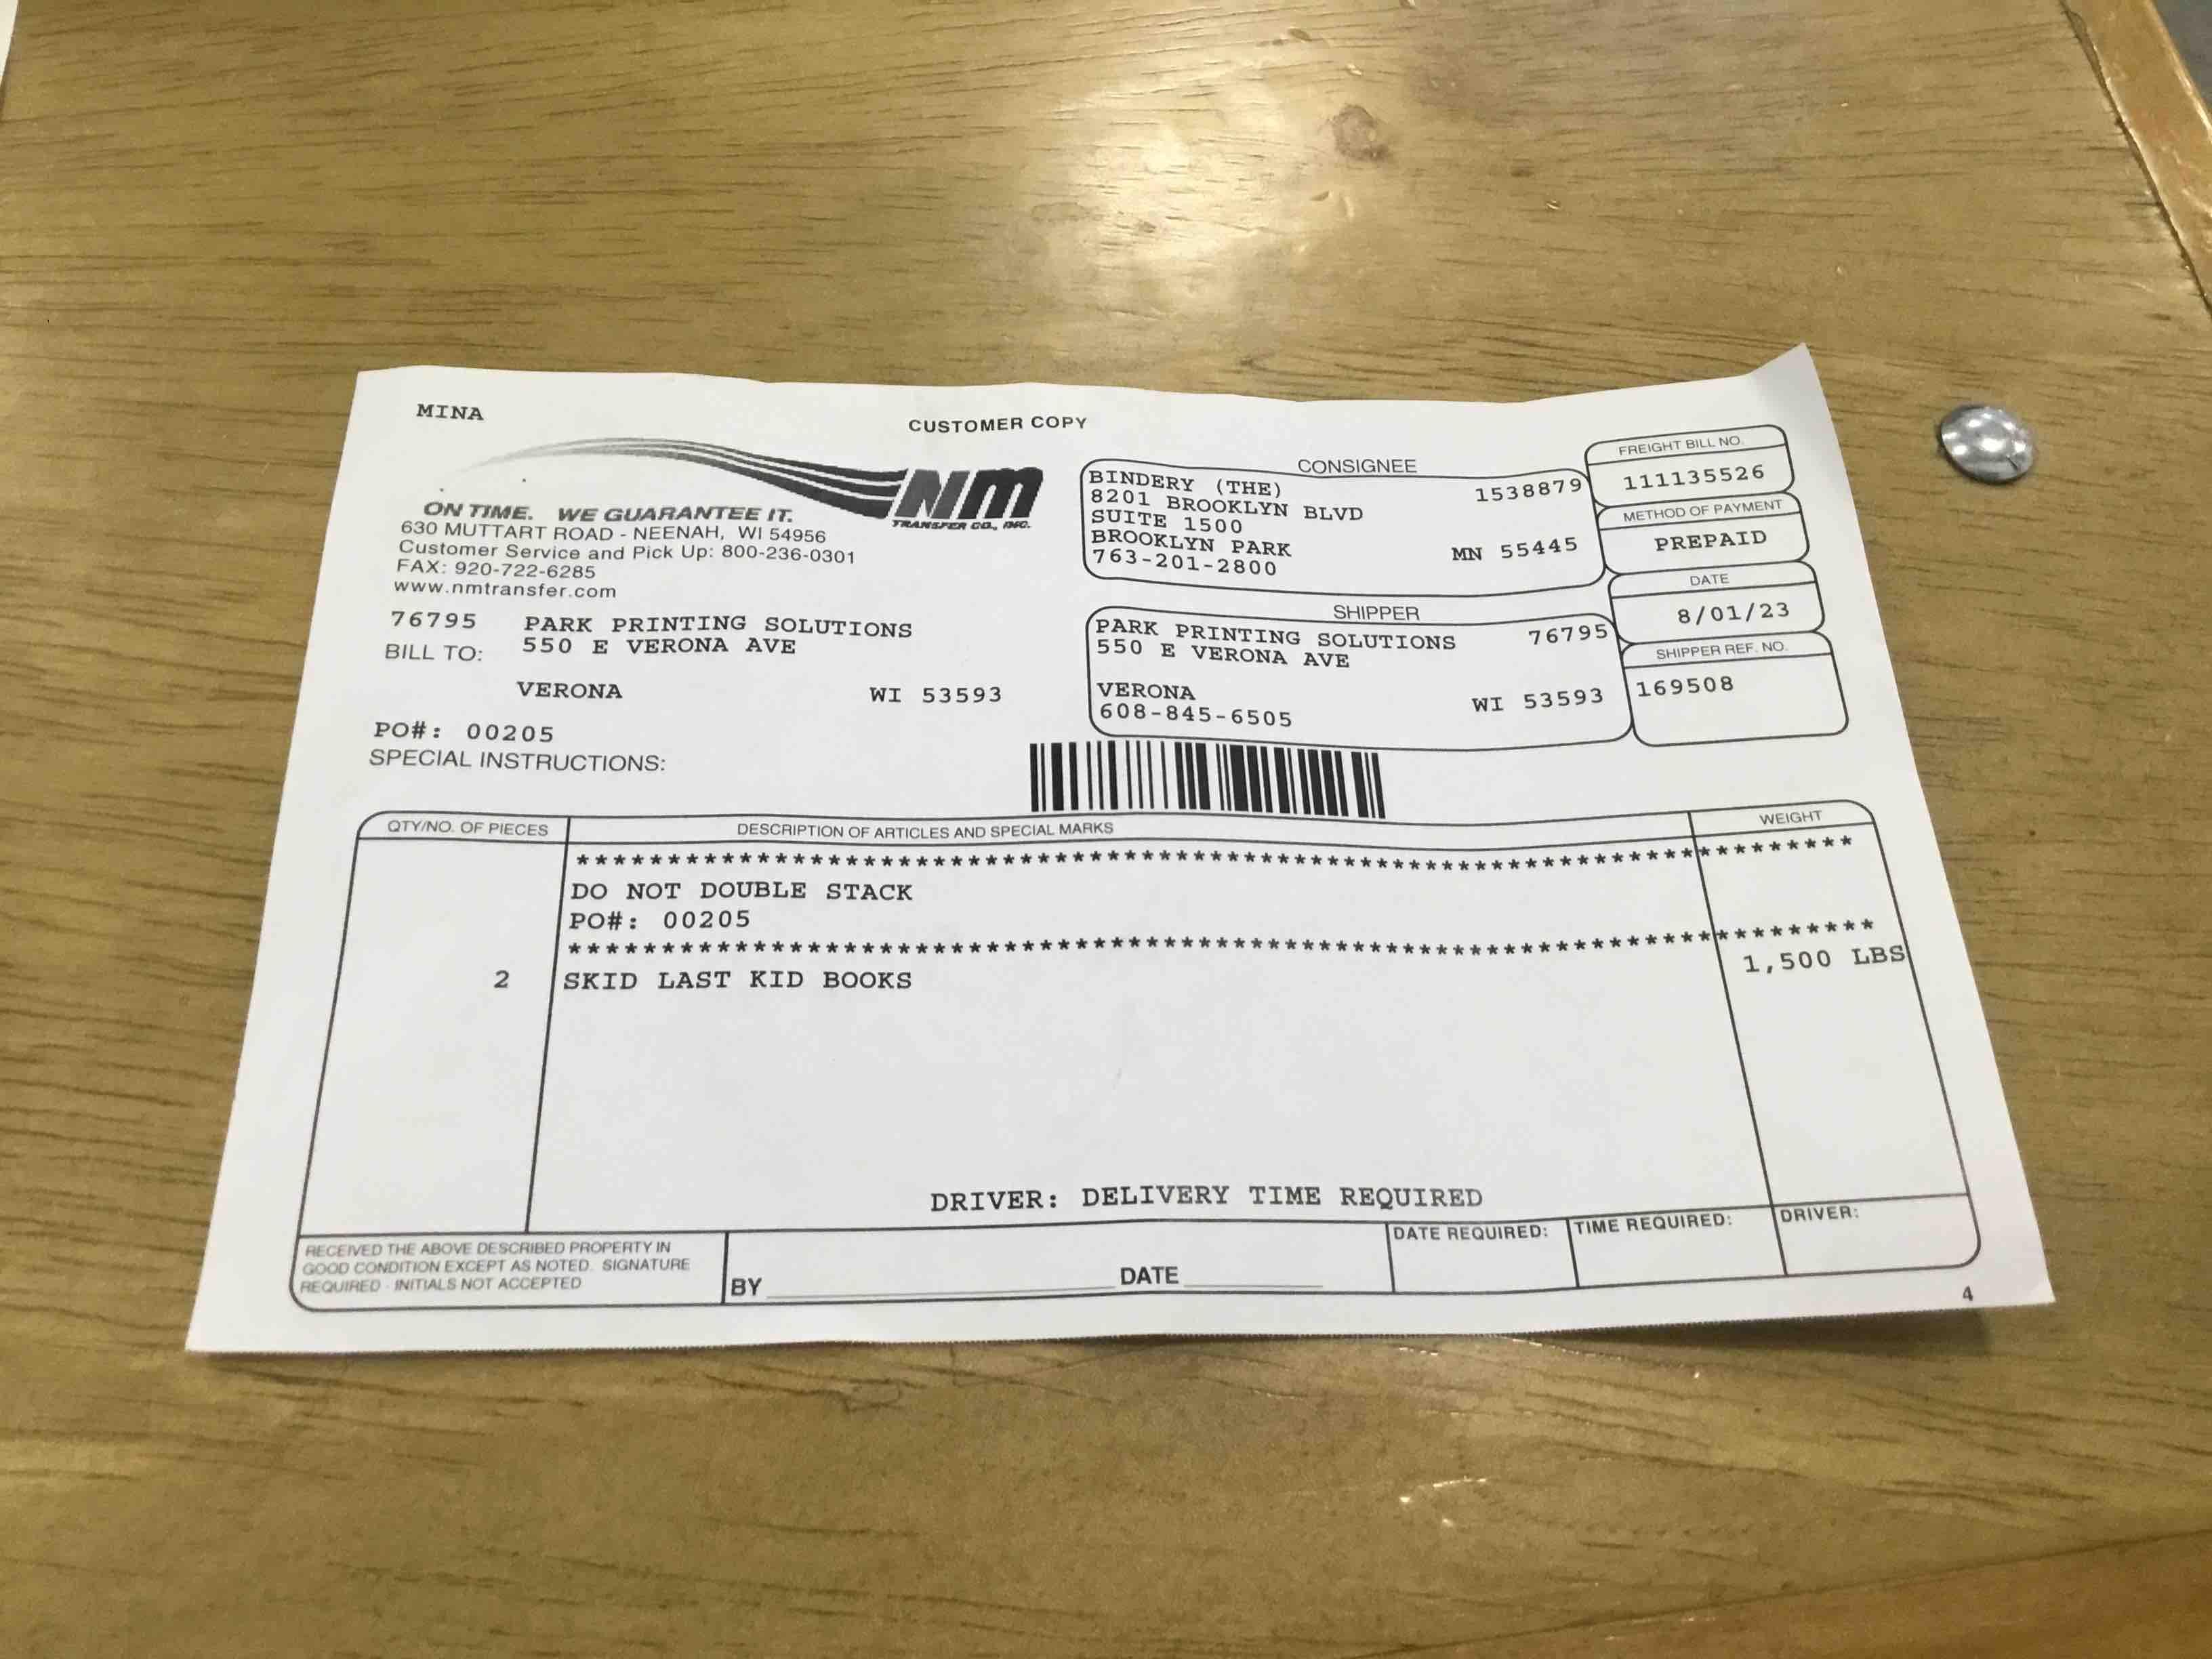 MINA
CUSTOMER COPY
NM
TRANSFER CO., INC.
ON TIME. WE GUARANTEE IT.
630 MUTTART ROAD - NEENAH, WI 54956
Customer Service and Pick Up: 800-236-0301
FAX: 920-722-6285
www.nmtransfer.com
76795 PARK PRINTING SOLUTIONS
BILL TO: 550 E VERONA AVE
VERONA WI 53593
PO#: 00205
SPECIAL INSTRUCTIONS:
CONSIGNEE
BINDERY (THE) 1538879
8201 BROOKLYN BLVD
SUITE 1500
BROOKLYN PARK MN 55445
763-201-2800
SHIPPER
PARK PRINTING SOLUTIONS 76795
550 E VERONA AVE
VERONA WI 53593
608-845-6505
FREIGHT BILL NO.
111135526
METHOD OF PAYMENT
PREPAID
DATE
8/01/23
SHIPPER REF. NO.
169508
QTY/NO. OF PIECES DESCRIPTION OF ARTICLES AND SPECIAL MARKS WEIGHT
**********************************************************************
DO NOT DOUBLE STACK
PO#: 00205
**********************************************************************
2 SKID LAST KID BOOKS 1,500 LBS
DRIVER: DELIVERY TIME REQUIRED
RECEIVED THE ABOVE DESCRIBED PROPERTY IN
GOOD CONDITION EXCEPT AS NOTED. SIGNATURE
REQUIRED - INITIALS NOT ACCEPTED
BY DATE
DATE REQUIRED: TIME REQUIRED: DRIVER:
4